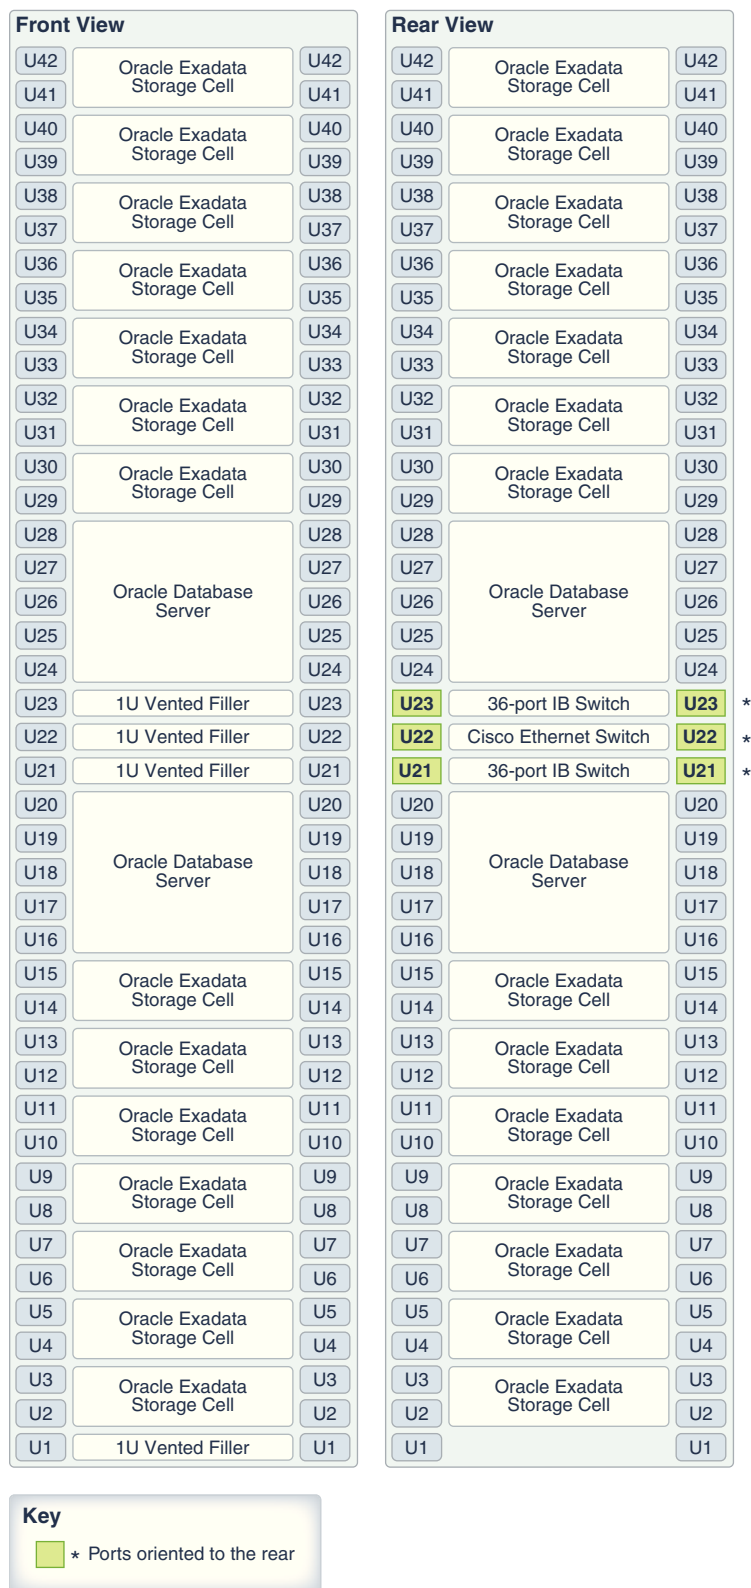 Front View
U42 Oracle Exadata U42
U41 Storage Cell U41
U40 Oracle Exadata U40
U39 Storage Cell U39
U38 Oracle Exadata U38
U37 Storage Cell U37
U36 Oracle Exadata U36
U35 Storage Cell U35
U34 Oracle Exadata U34
U33 Storage Cell U33
U32 Oracle Exadata U32
U31 Storage Cell U31
U30 Oracle Exadata U30
U29 Storage Cell U29
U28 U28
U27 U27
U26 Oracle Database U26
Server
U25 U25
U24 U24
U23 1U Vented Filler U23
U22 1U Vented Filler U22
U21 1U Vented Filler U21
U20 U20
U19 U19
Oracle Database
U18 Server U18
U17 U17
U16 U16
U15 Oracle Exadata U15
U14 Storage Cell U14
U13 Oracle Exadata U13
U12 Storage Cell U12
U11 Oracle Exadata U11
U10 Storage Cell U10
U9 Oracle Exadata U9
U8 Storage Cell U8
U7 Oracle Exadata U7
U6 Storage Cell U6
U5 Oracle Exadata U5
U4 Storage Cell U4
U3 Oracle Exadata U3
U2 Storage Cell U2
U1 1U Vented Filler U1
Rear View
U42 Oracle Exadata U42
U41 Storage Cell U41
U40 Oracle Exadata U40
U39 Storage Cell U39
U38 Oracle Exadata U38
U37 Storage Cell U37
U36 Oracle Exadata U36
U35 Storage Cell U35
U34 Oracle Exadata U34
U33 Storage Cell U33
U32 Oracle Exadata U32
U31 Storage Cell U31
U30 Oracle Exadata U30
U29 Storage Cell U29
U28 U28
U27 U27
U26 Oracle Database U26
Server
U25 U25
U24 U24
U23 36-port IB Switch U23 *
U22 Cisco Ethernet Switch U22 *
U21 36-port IB Switch U21 *
U20 U20
U19 U19
Oracle Database
U18 Server U18
U17 U17
U16 U16
U15 Oracle Exadata U15
U14 Storage Cell U14
U13 Oracle Exadata U13
U12 Storage Cell U12
U11 Oracle Exadata U11
U10 Storage Cell U10
U9 Oracle Exadata U9
U8 Storage Cell U8
U7 Oracle Exadata U7
U6 Storage Cell U6
U5 Oracle Exadata U5
U4 Storage Cell U4
U3 Oracle Exadata U3
U2 Storage Cell U2
U1 U1
Key
* Ports oriented to the rear